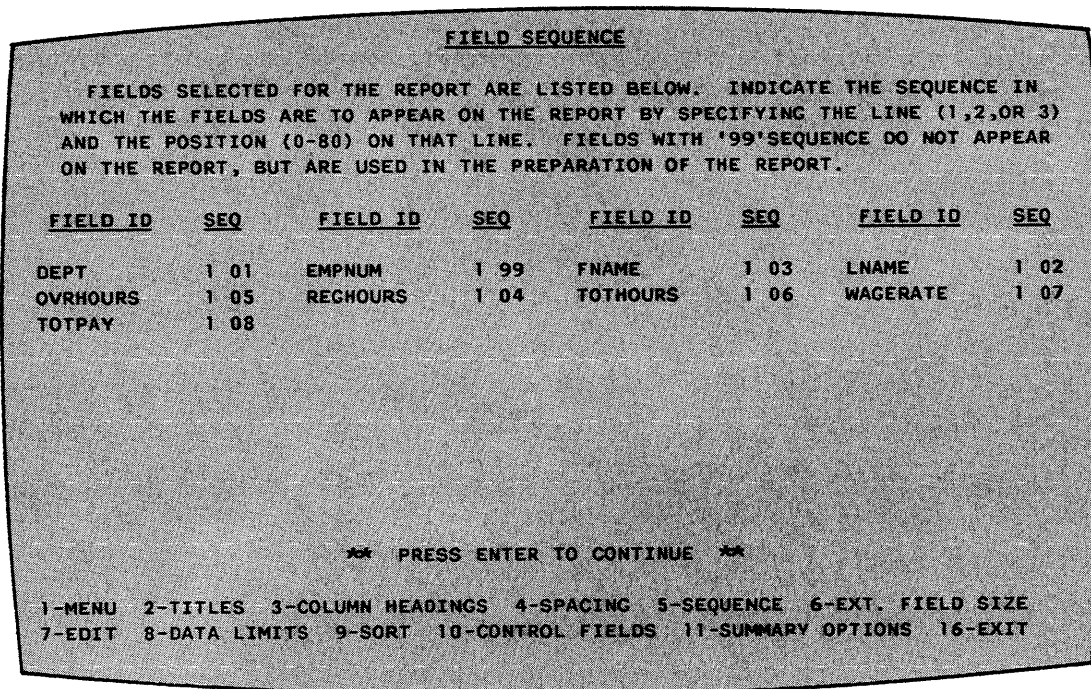 FIELD SEQUENCE
FIELDS SELECTED FOR THE REPORT ARE LISTED BELOW. INDICATE THE SEQUENCE IN
WHICH THE FIELDS ARE TO APPEAR ON THE REPORT BY SPECIFYING THE LINE (1,2,OR 3)
AND THE POSITION (0-80) ON THAT LINE. FIELDS WITH '99'SEQUENCE DO NOT APPEAR
ON THE REPORT, BUT ARE USED IN THE PREPARATION OF THE REPORT.
FIELD ID SEQ FIELD ID SEQ FIELD ID SEQ FIELD ID SEQ
DEPT 1 01 EMPNUM 1 99 FNAME 1 03 LNAME 1 02
OVRHOURS 1 05 REGHOURS 1 04 TOTHOURS 1 06 WAGERATE 1 07
TOTPAY 1 08
** PRESS ENTER TO CONTINUE **
1-MENU 2-TITLES 3-COLUMN HEADINGS 4-SPACING 5-SEQUENCE 6-EXT. FIELD SIZE
7-EDIT 8-DATA LIMITS 9-SORT 10-CONTROL FIELDS 11-SUMMARY OPTIONS 16-EXIT